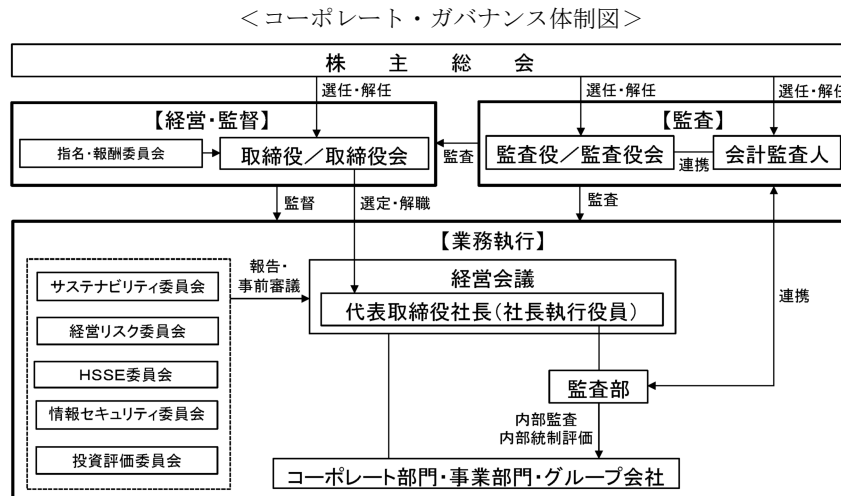 ＜コーポレート・ガバナンス体制図＞
株　主　総　会
選任・解任
選任・解任
選任・解任
【経営・監督】
【監査】
指名・報酬委員会
取締役／取締役会
監査
監査役／監査役会
連携
会計監査人
監督
選定・解職
監査
【業務執行】
サステナビリティ委員会
経営リスク委員会
HSSE委員会
情報セキュリティ委員会
投資評価委員会
報告・
事前審議
経営会議
代表取締役社長（社長執行役員）
連携
監査部
内部監査
内部統制評価
コーポレート部門・事業部門・グループ会社